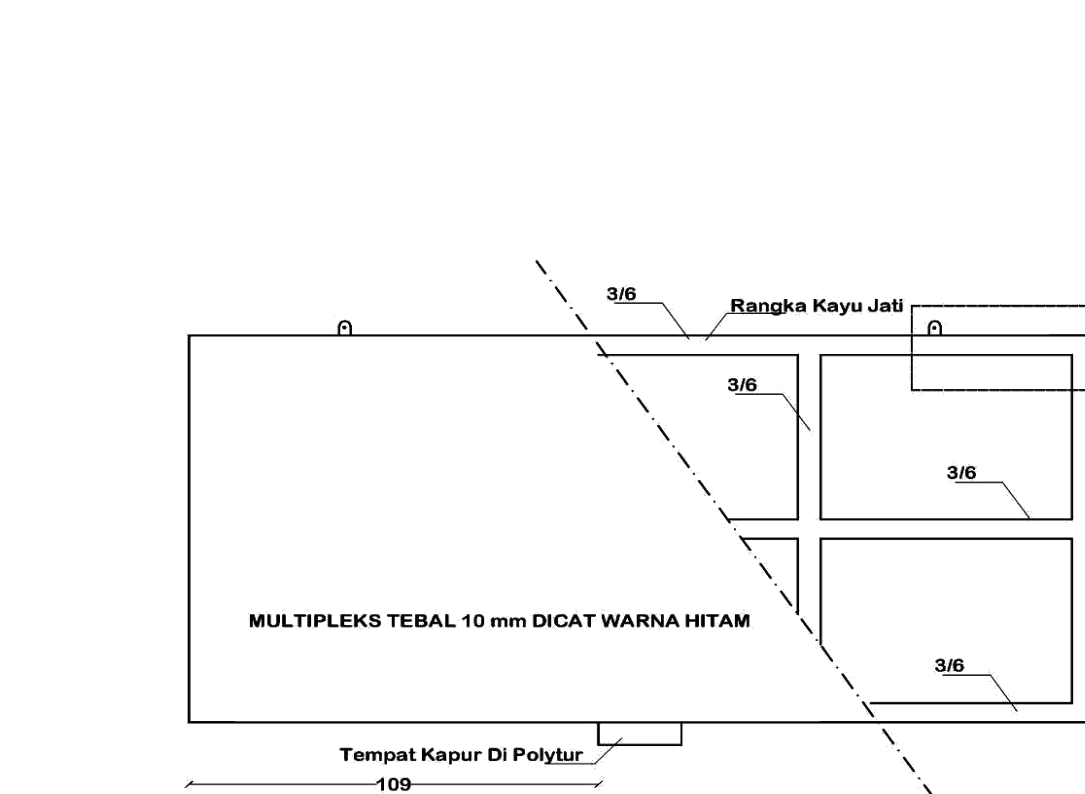 3/6
Rangka Kayu Jati
3/6
3/6
MULTIPLEKS TEBAL 10 mm DICAT WARNA HITAM
3/6
Tempat Kapur Di Polytur
109